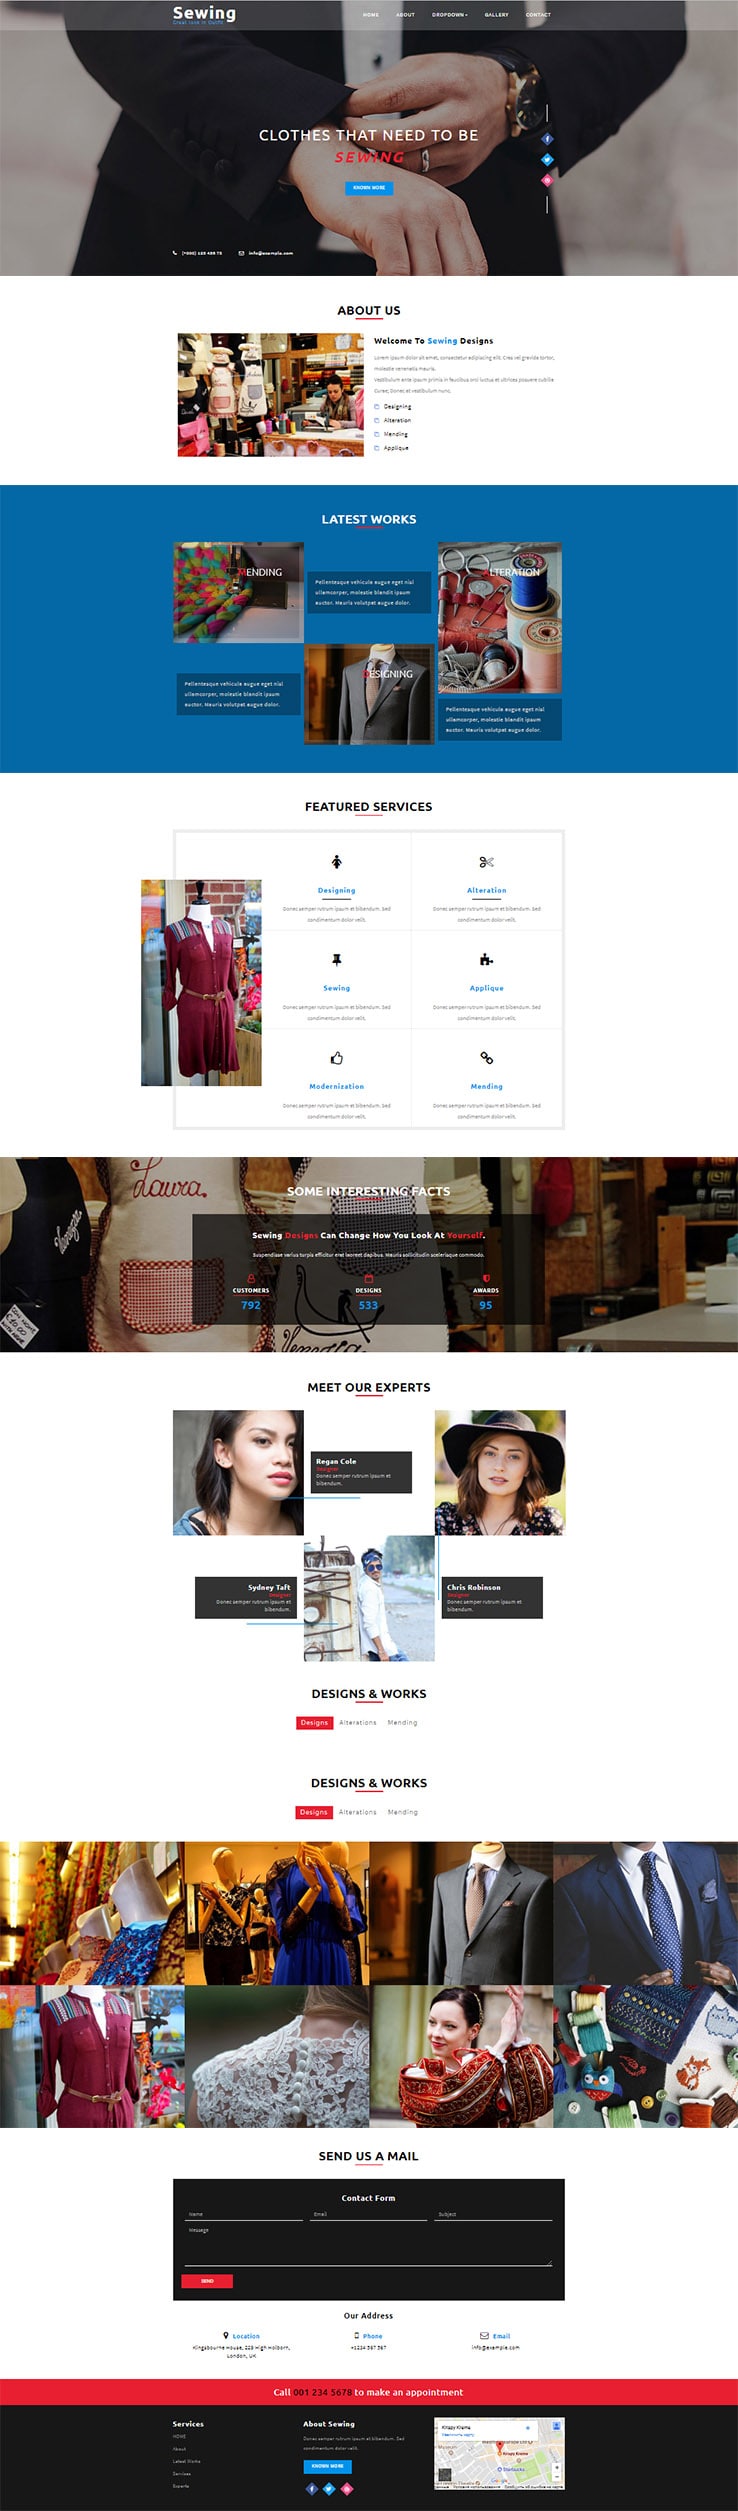 Sewing
HOME ABOUT DROPDOWN GALLERY CONTACT
CLOTHES THAT NEED TO BE
SEWING
KNOWN MORE
info@example.com
ABOUT US
Welcome To Sewing Designs
Lorem ipsum dolor sit amet, consectetur adipiscing elit. Cras vel gravida tortor,
molestie venenatis mauris.
Vestibulum ante ipsum primis in faucibus orci luctus et ultrices posuere cubilia
Curae; Donec et vestibulum nunc.
Designing
Alteration
Mending
Applique
LATEST WORKS
MENDING
Pellentesque vehicula augue eget nisl
ullamcorper, molestie blandit ipsum
auctor. Mauris volutpat augue dolor.
ALTERATION
Pellentesque vehicula augue eget nisl
ullamcorper, molestie blandit ipsum
auctor. Mauris volutpat augue dolor.
DESIGNING
Pellentesque vehicula augue eget nisl
ullamcorper, molestie blandit ipsum
auctor. Mauris volutpat augue dolor.
FEATURED SERVICES
Designing
Donec semper rutrum ipsum et bibendum. Sed
condimentum dolor velit.
Alteration
Donec semper rutrum ipsum et bibendum. Sed
condimentum dolor velit.
Sewing
Donec semper rutrum ipsum et bibendum. Sed
condimentum dolor velit.
Applique
Donec semper rutrum ipsum et bibendum. Sed
condimentum dolor velit.
Modernization
Donec semper rutrum ipsum et bibendum. Sed
condimentum dolor velit.
Mending
Donec semper rutrum ipsum et bibendum. Sed
condimentum dolor velit.
Laura.
SOME INTERESTING FACTS
Sewing Designs Can Change How You Look At Yourself.
Suspendisse varius turpis efficitur erat laoreet dapibus. Mauris sollicitudin scelerisque commodo.
CUSTOMERS
792
DESIGNS
533
AWARDS
95
Venezia
MEET OUR EXPERTS
Regan Cole
Designer
Donec semper rutrum ipsum et
bibendum.
Sydney Taft
Designer
Donec semper rutrum ipsum et
bibendum.
Chris Robinson
Designer
Donec semper rutrum ipsum et
bibendum.
DESIGNS & WORKS
Designs Alterations Mending
DESIGNS & WORKS
Designs Alterations Mending
SEND US A MAIL
Contact Form
Name Email Subject
Message
SEND
Our Address
Location
Kingsbourne House, 229 High Holborn,
London, UK
Phone
+1234 567 567
Email
info@example.com
Call 001 234 5678 to make an appointment
Services
HOME
About
Latest Works
Services
Experts
About Sewing
Donec semper rutrum ipsum et bibendum. Sed
condimentum dolor velit.
KNOWN MORE
Krispy Kreme
Krispy Kreme
Starbucks
Google